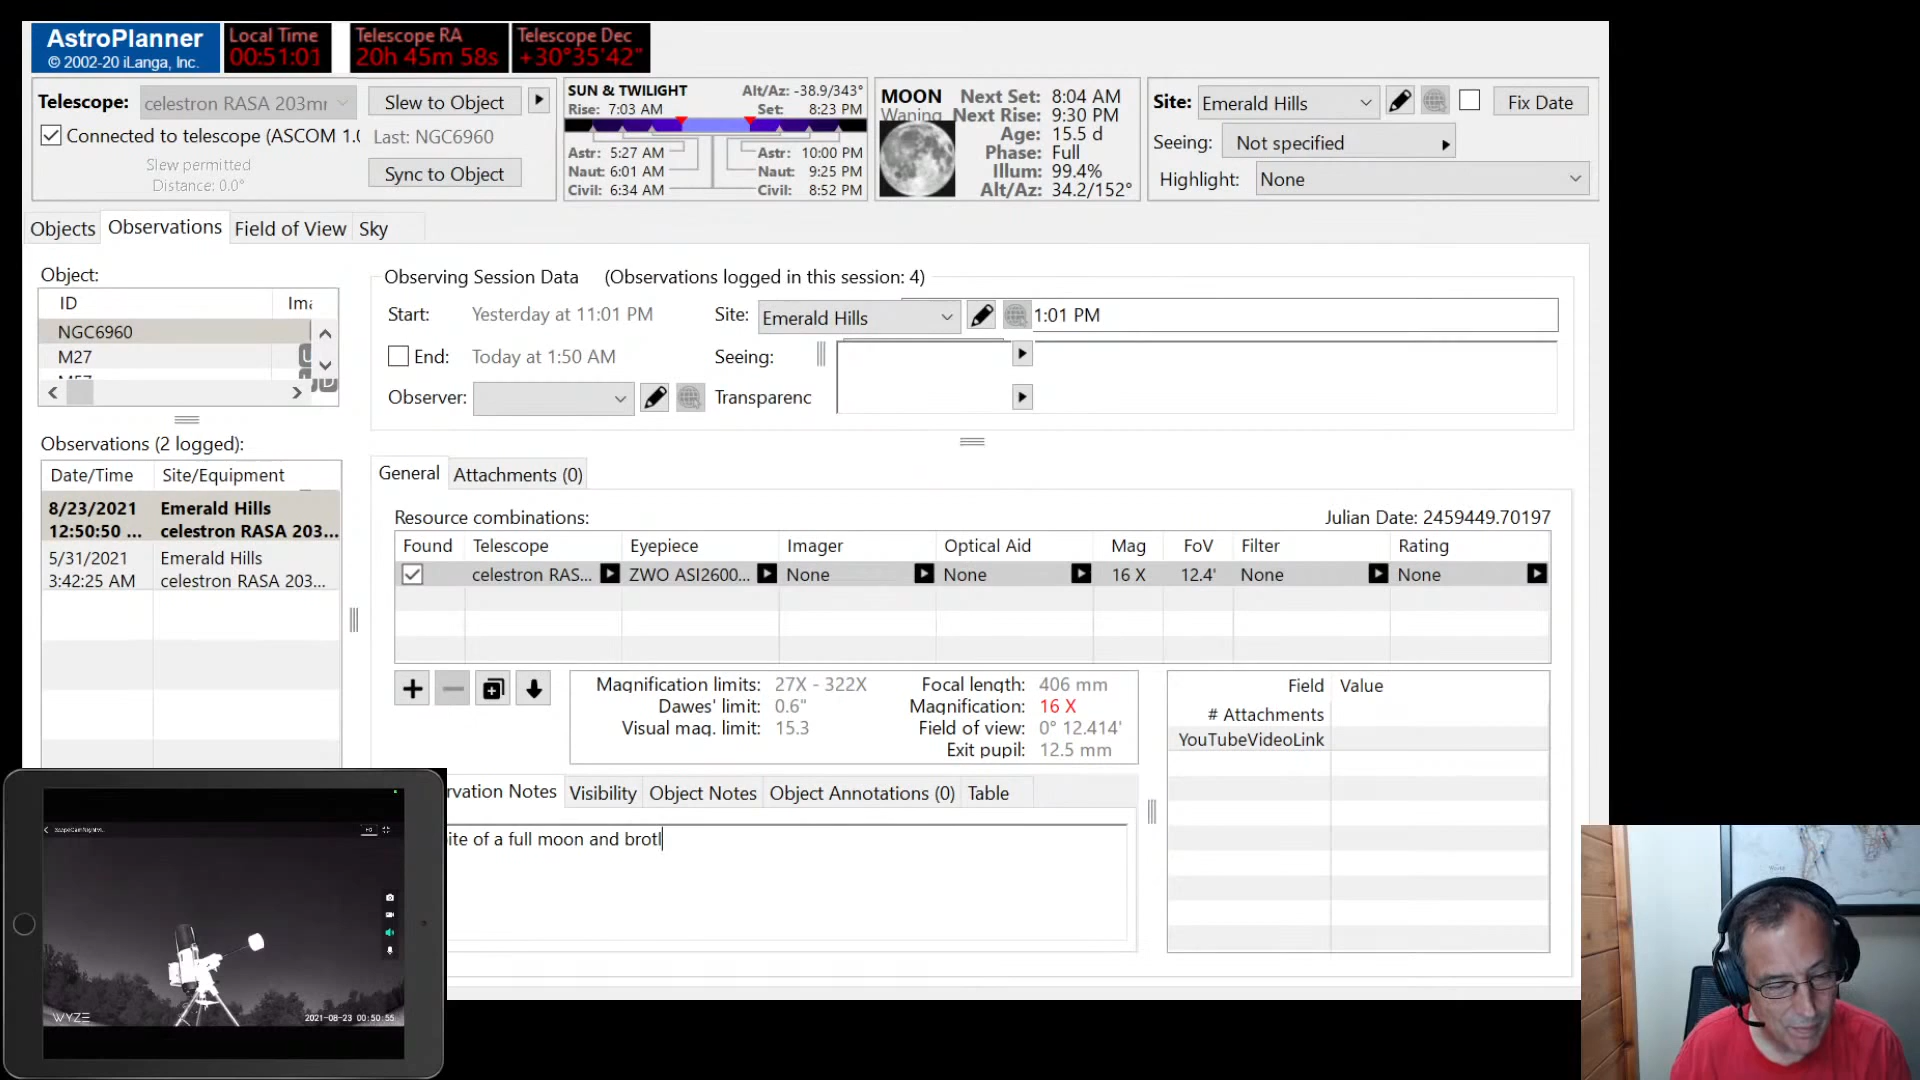 AstroPlanner
© 2002-20 iLanga, Inc.
Local Time
00:51:01
Telescope RA
20h 45m 58s
Telescope Dec
+30°35'42"
Telescope:
celestron RASA 203mr
Slew to Object
Connected to telescope (ASCOM 1.0
Last: NGC6960
Slew permitted
Distance: 0.0°
Sync to Object
SUN & TWILIGHT
Alt/Az: -38.9/343°
Rise: 7:03 AM
Set: 8:23 PM
Astr: 5:27 AM
Astr: 10:00 PM
Naut: 6:01 AM
Naut: 9:25 PM
Civil: 6:34 AM
Civil: 8:52 PM
MOON
Waning
Next Set: 8:04 AM
Next Rise: 9:30 PM
Age: 15.5 d
Phase: Full
Illum: 99.4%
Alt/Az: 34.2/152°
Site: Emerald Hills
Fix Date
Seeing: Not specified
Highlight: None
Objects
Observations
Field of View
Sky
Object:
ID
Ima
NGC6960
M27
M57
Observing Session Data (Observations logged in this session: 4)
Start: Yesterday at 11:01 PM
Site: Emerald Hills
1:01 PM
End: Today at 1:50 AM
Seeing:
Observer:
Transparenc
Observations (2 logged):
Date/Time
Site/Equipment
8/23/2021 Emerald Hills
12:50:50 ... celestron RASA 203...
5/31/2021 Emerald Hills
3:42:25 AM celestron RASA 203...
General
Attachments (0)
Resource combinations:
Julian Date: 2459449.70197
Found Telescope Eyepiece Imager Optical Aid Mag FoV Filter Rating
celestron RAS... ZWO ASI2600... None None 16 X 12.4' None None
Magnification limits: 27X - 322X
Focal length: 406 mm
Dawes' limit: 0.6"
Magnification: 16 X
Visual mag. limit: 15.3
Field of view: 0° 12.414'
Exit pupil: 12.5 mm
Field Value
# Attachments
YouTubeVideoLink
rvation Notes
Visibility
Object Notes
Object Annotations (0)
Table
ite of a full moon and brotl
WYZE
2021-08-23 00:50:55